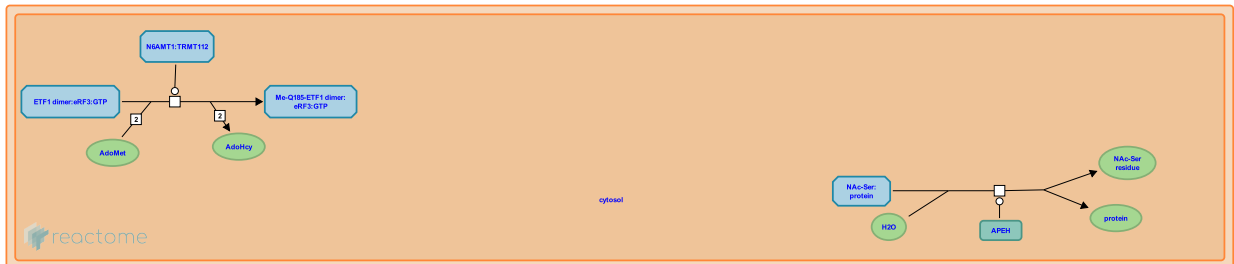 N6AMT1:TRMT112
ETF1 dimer:eRF3:GTP
Me-Q185-ETF1 dimer:
eRF3:GTP
2
2
AdoMet
AdoHcy
NAc-Ser
residue
NAc-Ser:
protein
cytosol
protein
H2O
APEH
reactome